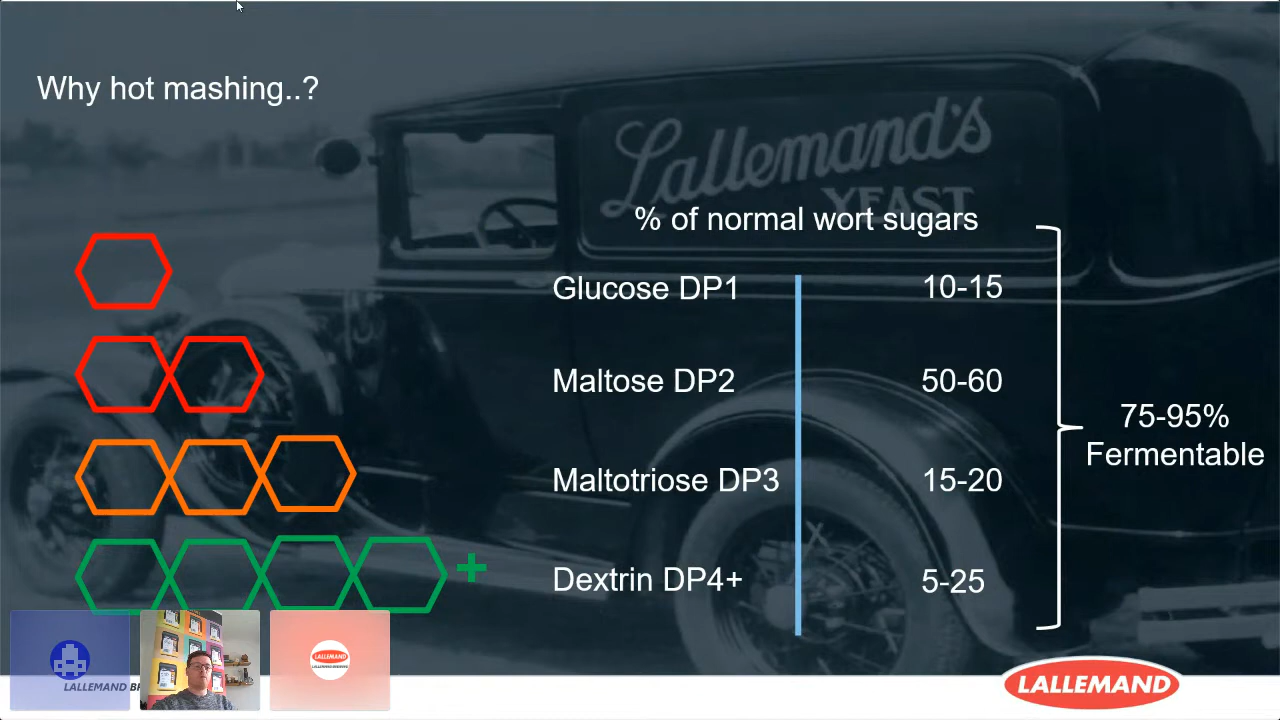 Why hot mashing..?
Lallemand's
YEAST
% of normal wort sugars
Glucose DP1 10-15
Maltose DP2 50-60
Maltotriose DP3 15-20
Dextrin DP4+ 5-25
75-95%
Fermentable
+
LALLEMAND
LALLEMAND
LALLEMAND